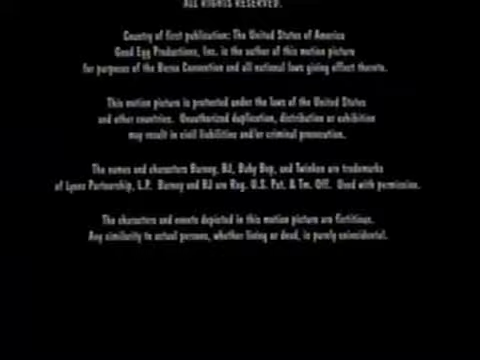 ALL RIGHTS RESERVED.
Country of first publication: The United States of America
Good Egg Productions, Inc. is the author of this motion picture
for purposes of the Berne Convention and all national laws giving effect thereto.
This motion picture is protected under the laws of the United States
and other countries. Unauthorized duplication, distribution or exhibition
may result in civil liabilities and/or criminal prosecution.
The names and characters Barney, BJ, Baby Bop, and Twinken are trademarks
of Lyons Partnership, L.P. Barney and BJ are Reg. U.S. Pat. & Tm. Off. Used with permission.
The characters and events depicted in this motion picture are fictitious.
Any similarity to actual persons, whether living or dead, is purely coincidental.